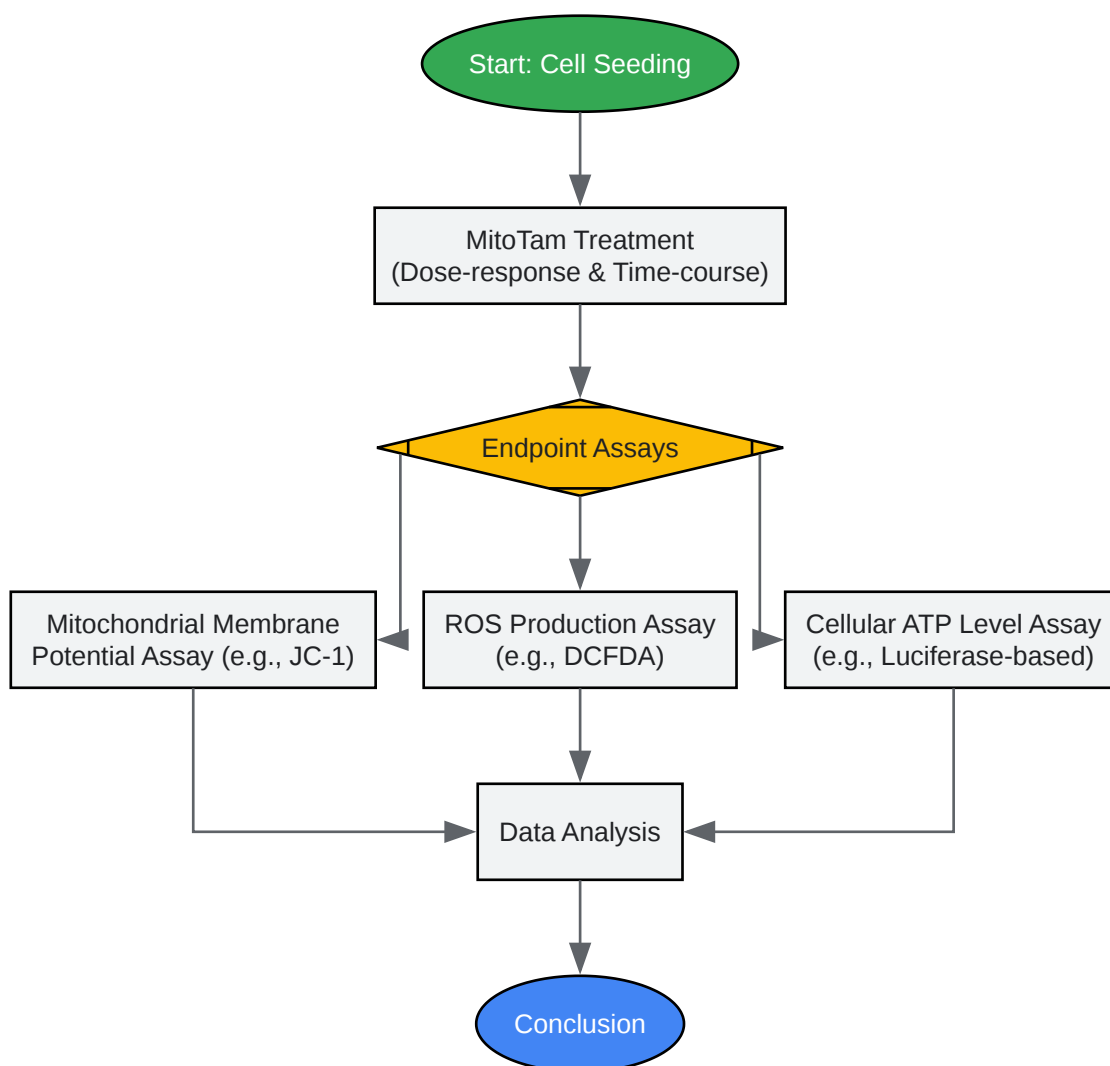 Start: Cell Seeding
MitoTam Treatment
(Dose-response & Time-course)
Endpoint Assays
Mitochondrial Membrane
Potential Assay (e.g., JC-1)
ROS Production Assay
(e.g., DCFDA)
Cellular ATP Level Assay
(e.g., Luciferase-based)
Data Analysis
Conclusion